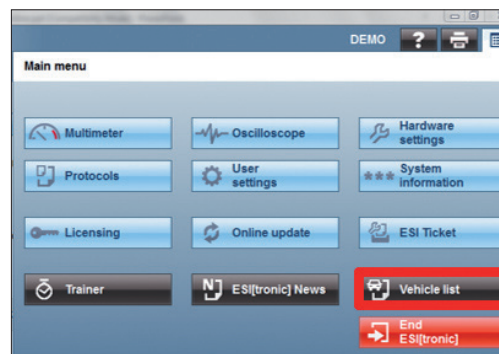 DEMO ?
Main menu
Multimeter
Oscilloscope
Hardware
settings
Protocols
User
settings
*** System
information
Licensing
Online update
ESI Ticket
Trainer
N ESI[tronic] News
Vehicle list
End
ESI[tronic]